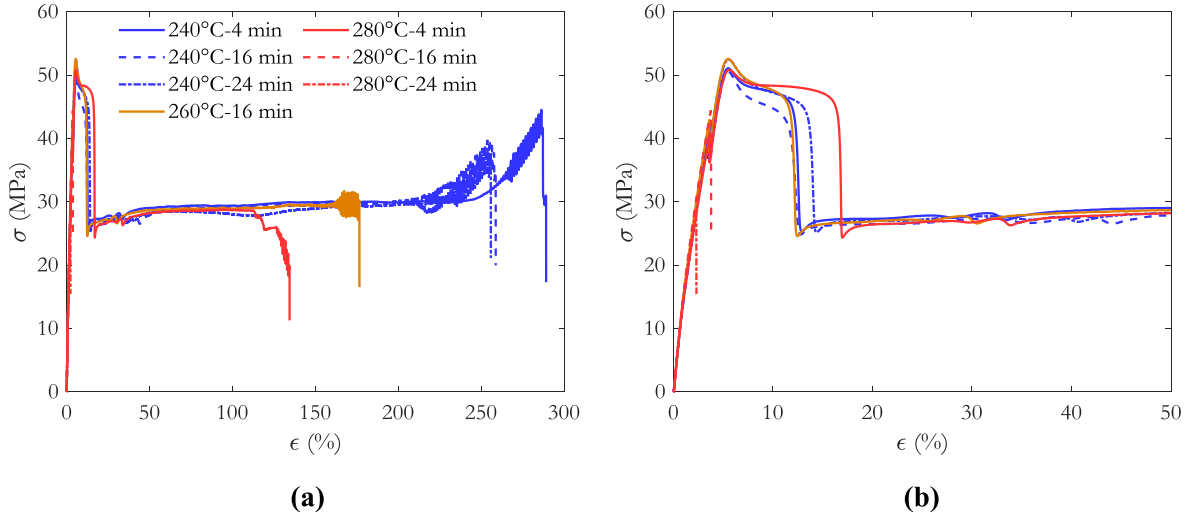 60
50
40
30
20
10
0
σ (MPa)
240°C-4 min
240°C-16 min
240°C-24 min
260°C-16 min
280°C-4 min
280°C-16 min
280°C-24 min
0 50 100 150 200 250 300
ϵ (%)
(a)
60
50
40
30
20
10
0
σ (MPa)
0 10 20 30 40 50
ϵ (%)
(b)